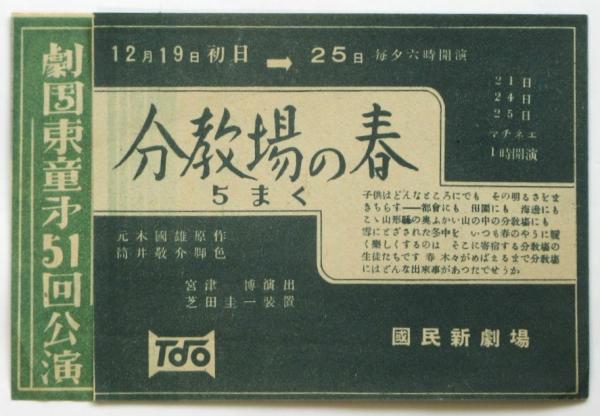 劇団東童第51回公演
12月19日初日 → 25日 毎夕六時開演
21日
24日
25日
マチネエ
1時開演
分教場の春
5まく
子供はどんなところにでも その明るさをま
きちらす――都會にも 田園にも 海邊にも
こゝ山形縣の奥ふかい山の中の分教場にも
雪にとざされた冬中を いつも春のやうに暖
く樂しくするのは そこに寄宿する分教場の
生徒たちです 春 木々がめばまるまで分教場
にはどんな出來事があつたでせうか
元木國雄原作
筒井敬介脚色
宮津 博演出
芝田圭一装置
TDO
國民新劇場